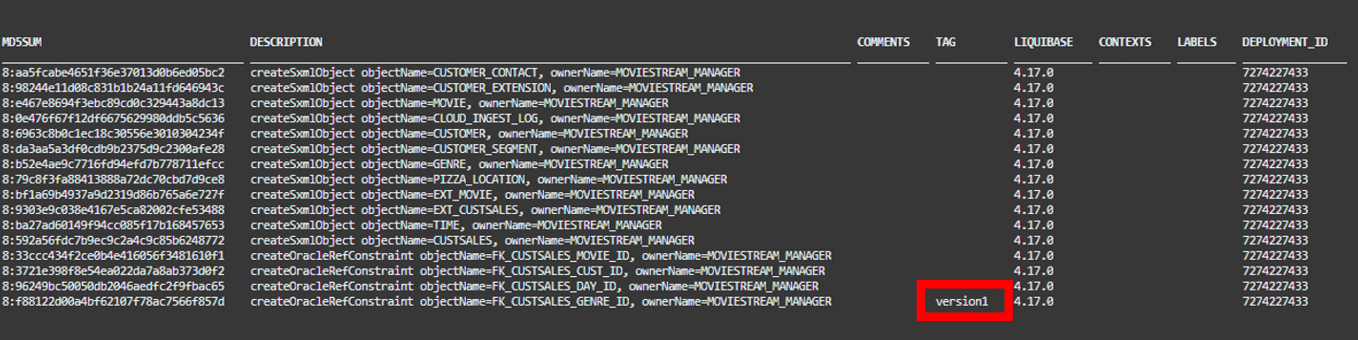 MD5SUM DESCRIPTION COMMENTS TAG LIQUIBASE CONTEXTS LABELS DEPLOYMENT_ID
8:aa5fcabe4651f36e37013d0b6ed05bc2 createSxmlObject objectName=CUSTOMER_CONTACT, ownerName=MOVIESTREAM_MANAGER 4.17.0 7274227433
8:98244e11d08c831b1b24a11fd646943c createSxmlObject objectName=CUSTOMER_EXTENSION, ownerName=MOVIESTREAM_MANAGER 4.17.0 7274227433
8:e467e8694f3ebc89cd0c329443a8dc13 createSxmlObject objectName=MOVIE, ownerName=MOVIESTREAM_MANAGER 4.17.0 7274227433
8:0e476f67f12df6675629980ddb5c5636 createSxmlObject objectName=CLOUD_INGEST_LOG, ownerName=MOVIESTREAM_MANAGER 4.17.0 7274227433
8:6963c8b0c1ec18c30556e3010304234f createSxmlObject objectName=CUSTOMER, ownerName=MOVIESTREAM_MANAGER 4.17.0 7274227433
8:da3aa5a3df0cdb9b2375d9c2300afe28 createSxmlObject objectName=CUSTOMER_SEGMENT, ownerName=MOVIESTREAM_MANAGER 4.17.0 7274227433
8:b52e4ae9c7716fd94efd7b778711efcc createSxmlObject objectName=GENRE, ownerName=MOVIESTREAM_MANAGER 4.17.0 7274227433
8:79c8f3fa88413888a72dc70cbd7d9ce8 createSxmlObject objectName=PIZZA_LOCATION, ownerName=MOVIESTREAM_MANAGER 4.17.0 7274227433
8:bf1a69b4937a9d2319d86b765a6e727f createSxmlObject objectName=EXT_MOVIE, ownerName=MOVIESTREAM_MANAGER 4.17.0 7274227433
8:9303e9c038e4167e5ca82002cfe53488 createSxmlObject objectName=EXT_CUSTSALES, ownerName=MOVIESTREAM_MANAGER 4.17.0 7274227433
8:ba27ad60149f94cc085f17b168457653 createSxmlObject objectName=TIME, ownerName=MOVIESTREAM_MANAGER 4.17.0 7274227433
8:592a56fdc7b9ec9c2a4c9c85b6248772 createSxmlObject objectName=CUSTSALES, ownerName=MOVIESTREAM_MANAGER 4.17.0 7274227433
8:33ccc434f2ce0b4e416056f3481610f1 createOracleRefConstraint objectName=FK_CUSTSALES_MOVIE_ID, ownerName=MOVIESTREAM_MANAGER 4.17.0 7274227433
8:3721e398f8e54ea022da7a8ab373d0f2 createOracleRefConstraint objectName=FK_CUSTSALES_CUST_ID, ownerName=MOVIESTREAM_MANAGER 4.17.0 7274227433
8:96249bc50050db2046aedfc2f9fbac65 createOracleRefConstraint objectName=FK_CUSTSALES_DAY_ID, ownerName=MOVIESTREAM_MANAGER 4.17.0 7274227433
8:f88122d00a4bf62107f78ac7566f857d createOracleRefConstraint objectName=FK_CUSTSALES_GENRE_ID, ownerName=MOVIESTREAM_MANAGER version1 4.17.0 7274227433